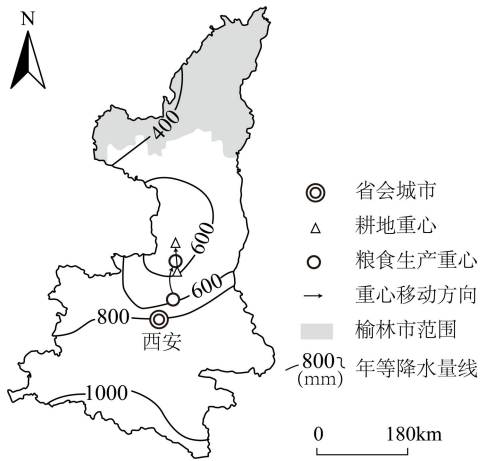 N
400
600
600
800
西安
1000
省会城市
耕地重心
粮食生产重心
重心移动方向
榆林市范围
800
(mm)
年等降水量线
0 180km